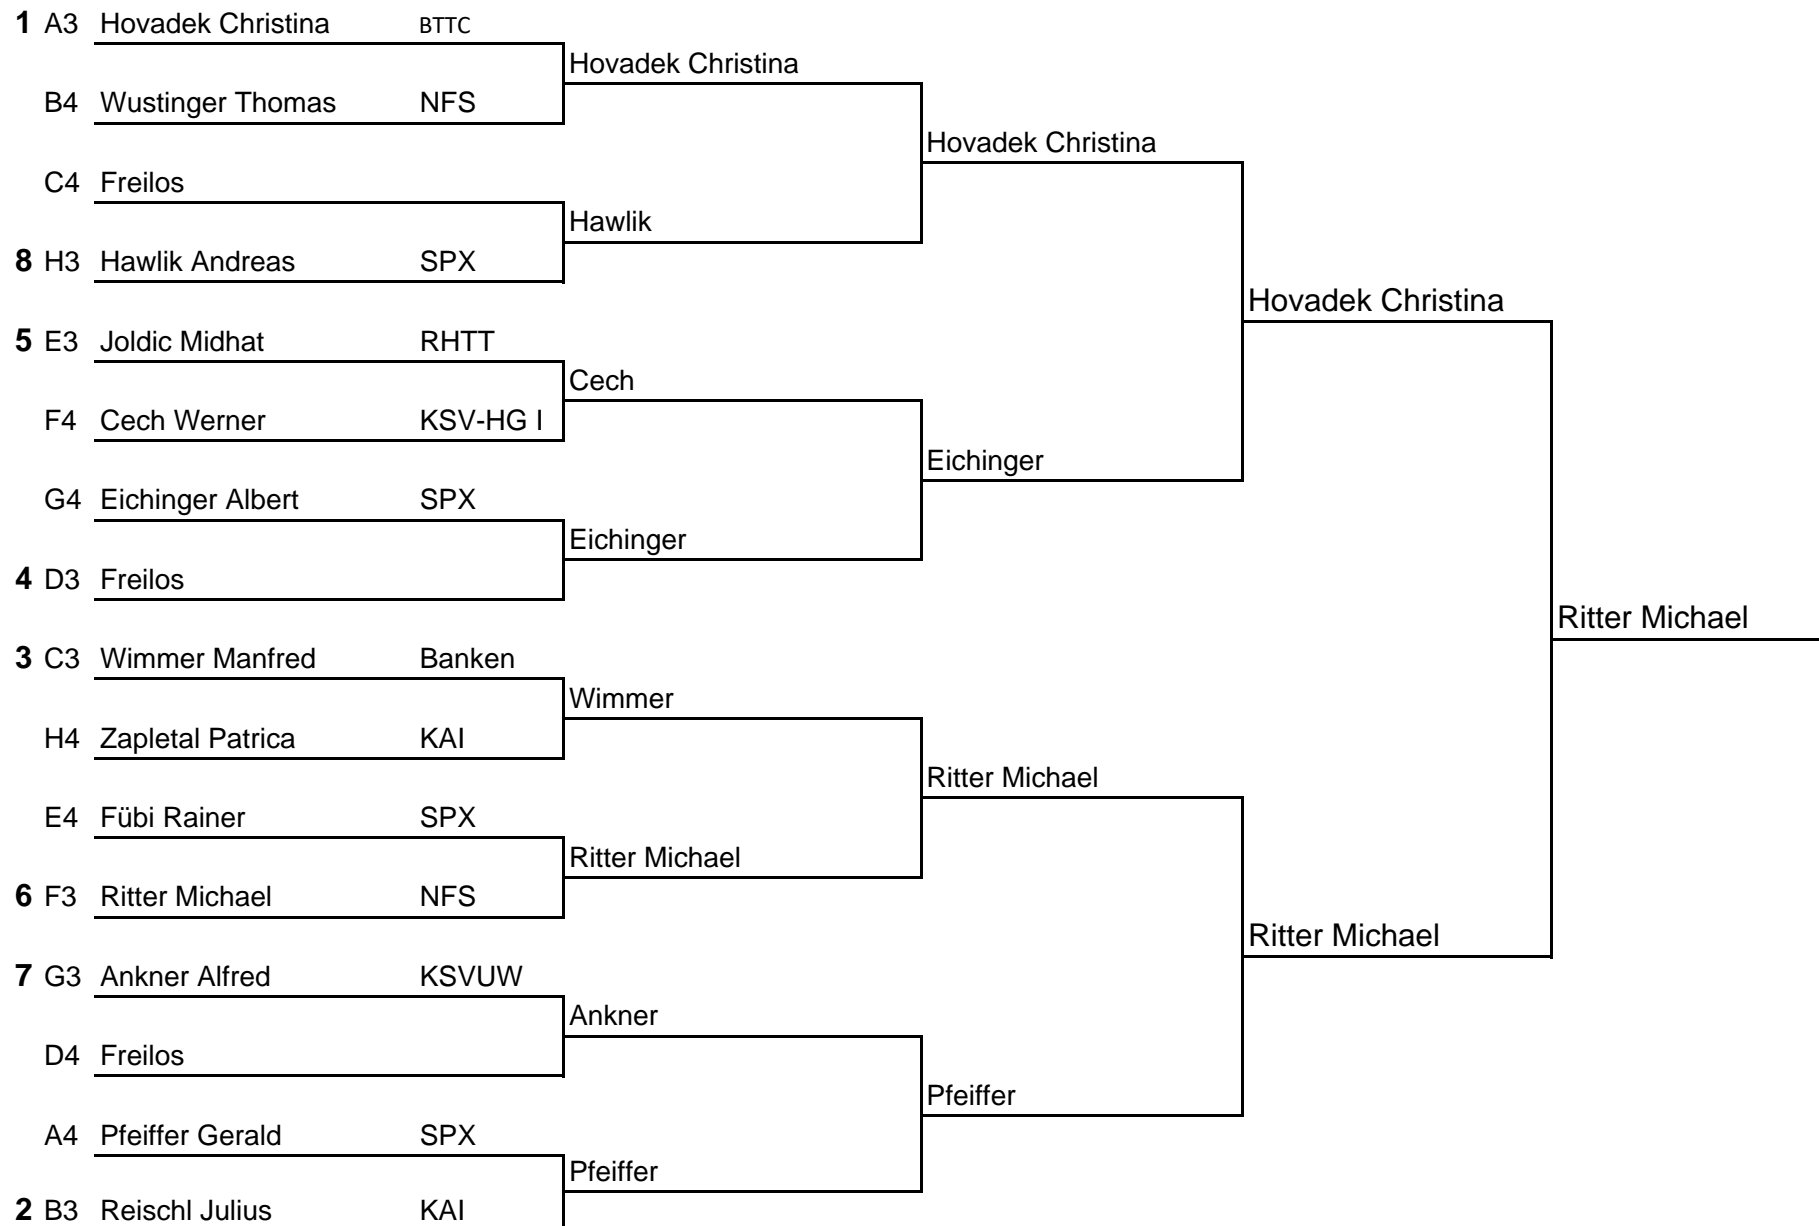 1 A3 Hovadek Christina BTTC
Hovadek Christina
B4 Wustinger Thomas NFS
Hovadek Christina
C4 Freilos
Hawlik
8 H3 Hawlik Andreas SPX
Hovadek Christina
5 E3 Joldic Midhat RHTT
Cech
F4 Cech Werner KSV-HG I
Eichinger
G4 Eichinger Albert SPX
Eichinger
4 D3 Freilos
Ritter Michael
3 C3 Wimmer Manfred Banken
Wimmer
H4 Zapletal Patrica KAI
Ritter Michael
E4 Fübi Rainer SPX
Ritter Michael
6 F3 Ritter Michael NFS
Ritter Michael
7 G3 Ankner Alfred KSVUW
Ankner
D4 Freilos
Pfeiffer
A4 Pfeiffer Gerald SPX
Pfeiffer
2 B3 Reischl Julius KAI